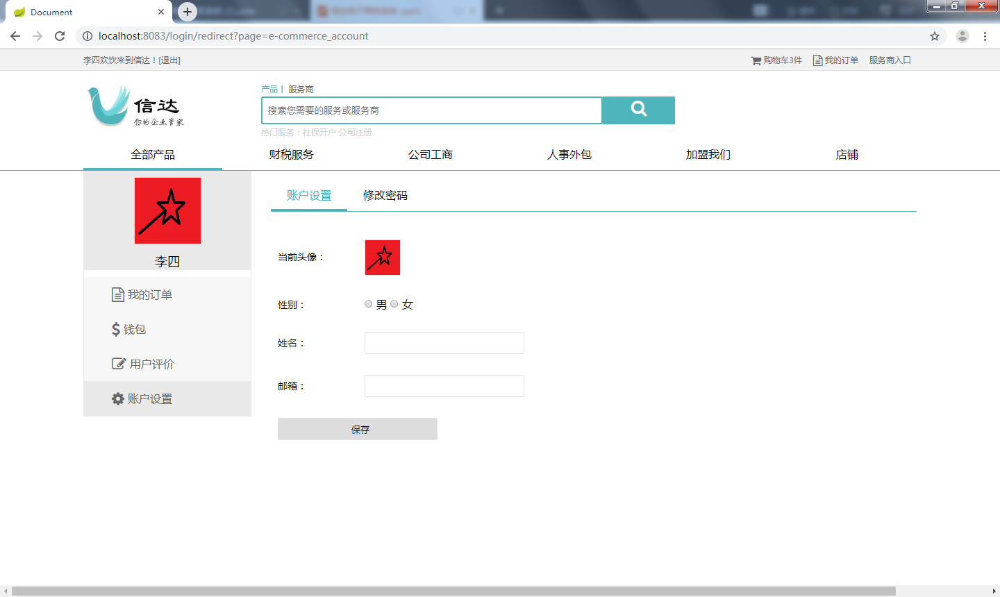 Document
localhost:8083/login/redirect?page=e-commerce_account
李四欢饮来到信达！[退出]
购物车3件 我的订单 服务商入口
信达
你的企业管家
产品 | 服务商
搜索您需要的服务或服务商
热门服务：社保开户 公司注册
全部产品 财税服务 公司工商 人事外包 加盟我们 店铺
李四
我的订单
钱包
用户评价
账户设置
账户设置 修改密码
当前头像：
性别： 男 女
姓名：
邮箱：
保存